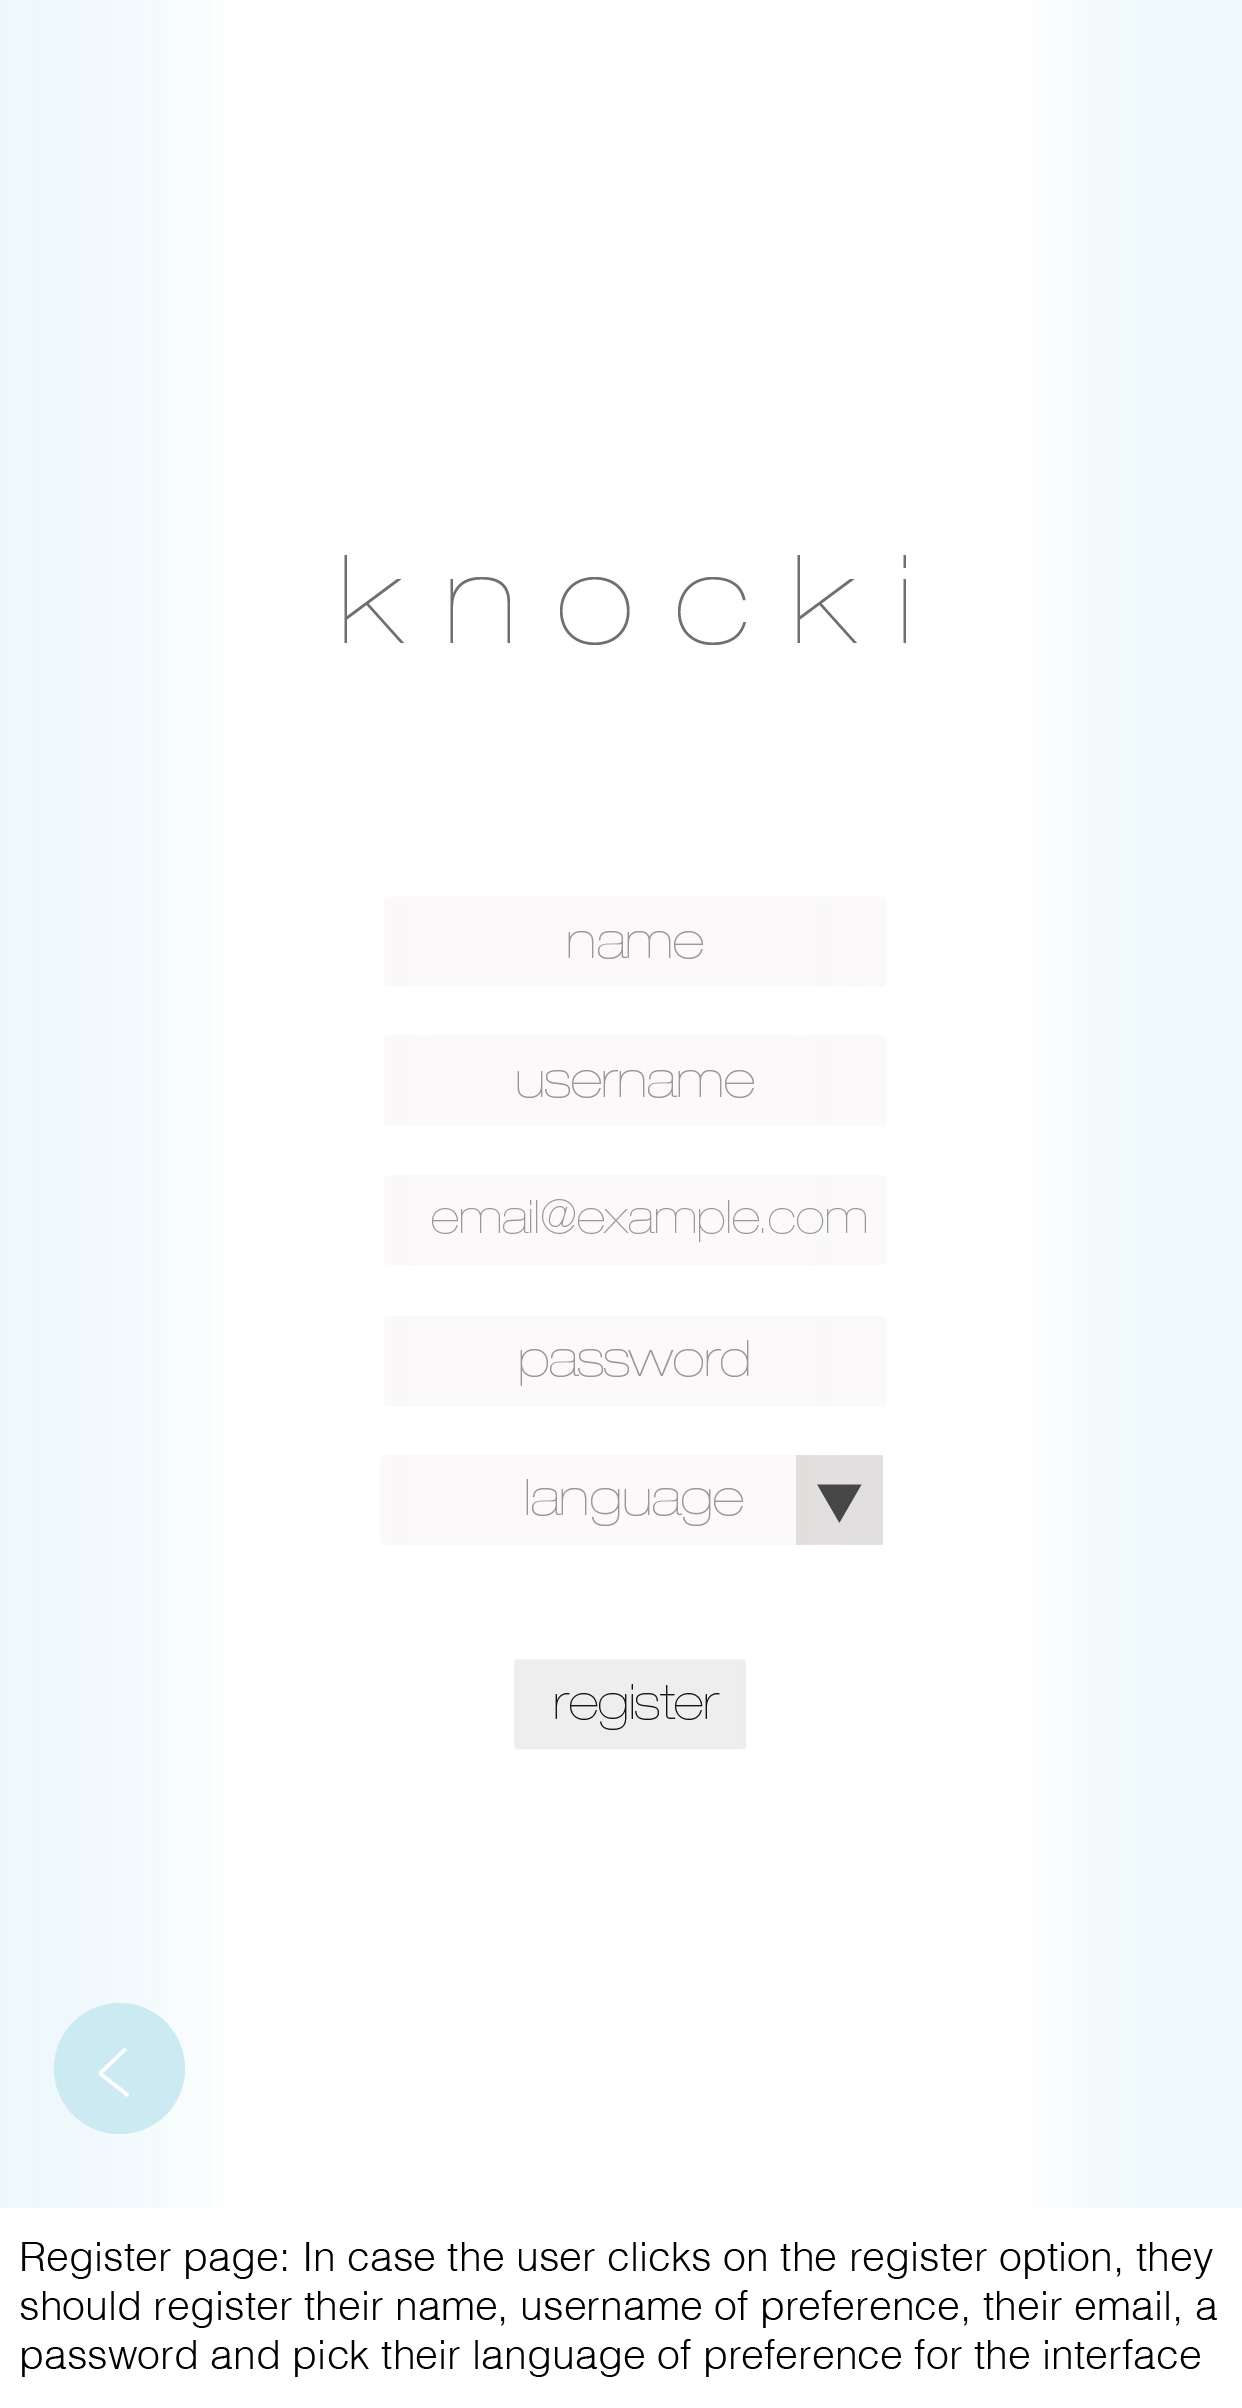 knocki
name
username
email@example.com
password
language
register
Register page: In case the user clicks on the register option, they
should register their name, username of preference, their email, a
password and pick their language of preference for the interface